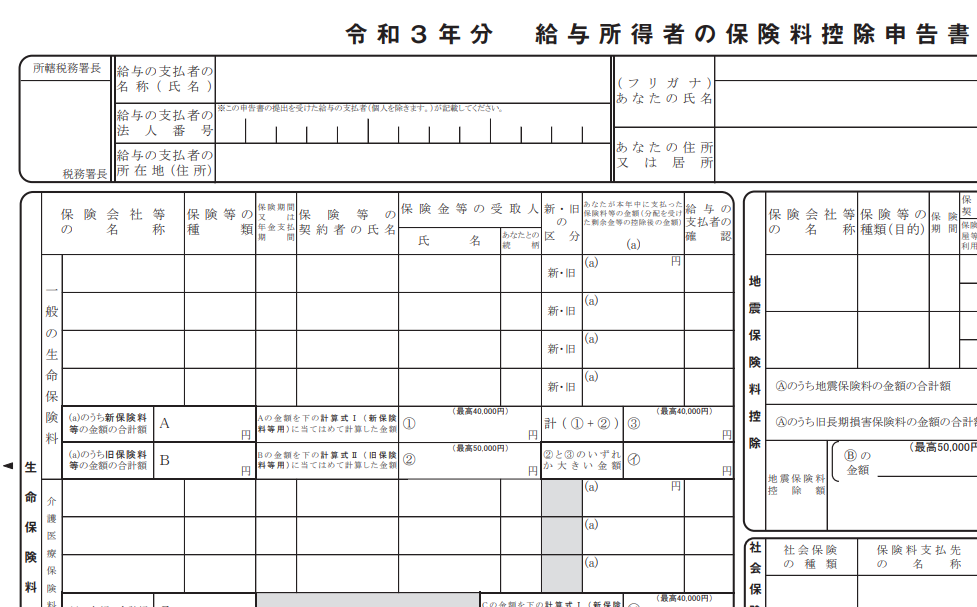 令和3年分　給与所得者の保険料控除申告書
所轄税務署長
税務署長
給与の支払者の
名称（氏名）
給与の支払者の
法人番号
※この申告書の提出を受けた給与の支払者（個人を除きます。）が記載してください。
給与の支払者の
所在地（住所）
（フリガナ）
あなたの氏名
あなたの住所
又は居所
保険会社等
の名称
保険等の
種類
保険期間
又は
年金支払
期間
保険等の
契約者の氏名
保険金等の受取人
氏名
あなたとの
続柄
新・旧
の
区分
あなたが本年中に支払った
保険料等の金額（分配を受け
た剰余金等の控除後の金額）
(a)
給与の
支払者の
確認
生命保険料
一般の生命保険料
新・旧
(a)
円
新・旧
(a)
新・旧
(a)
新・旧
(a)
(a)のうち新保険料
等の金額の合計額
A
円
Aの金額を下の計算式Ⅰ（新保険
料等用）に当てはめて計算した金額
①
（最高40,000円）
円
計（①＋②）
③
（最高40,000円）
円
(a)のうち旧保険料
等の金額の合計額
B
円
Bの金額を下の計算式Ⅱ（旧保険
料等用）に当てはめて計算した金額
②
（最高50,000円）
円
②と③のいずれ
か大きい金額
㋑
円
介護医療保険料
(a)
円
(a)
(a)
Cの金額を下の計算式Ⅰ（新保険
（最高40,000円）
地震保険料控除
保険会社等
の名称
保険等の
種類（目的）
保険
期間
保
契
保険
屋等
利用
Ⓐのうち地震保険料の金額の合計額
Ⓐのうち旧長期損害保険料の金額の合計
地震保険料
控除額
Ⓑの
金額
（最高50,000円
社会保
社会保険
の種類
保険料支払先
の名称